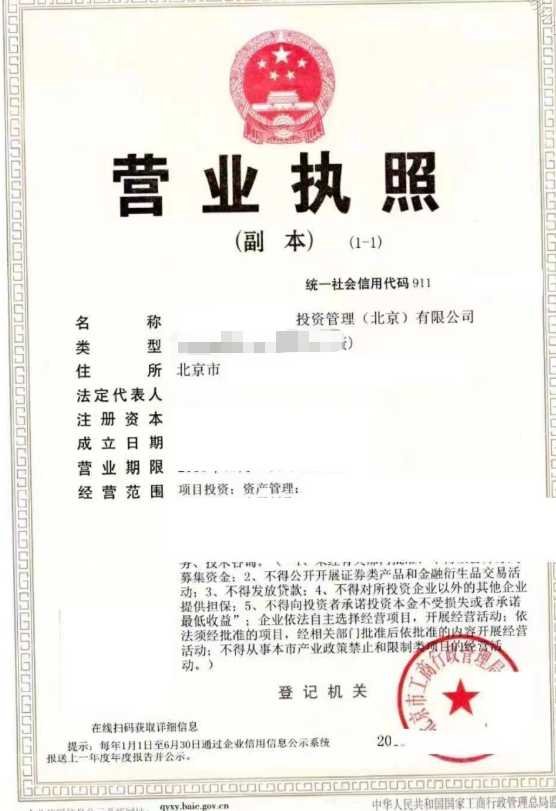 营业执照
(副 本) (1-1)
统一社会信用代码 911
名 称 投资管理（北京）有限公司
类 型
住 所 北京市
法定代表人
注册资本
成立日期
营业期限
经营范围 项目投资；资产管理；
务、技术咨询。（
募集资金；2、不得公开开展证券类产品和金融衍生品交易活
动；3、不得发放贷款；4、不得对所投资企业以外的其他企业
提供担保；5、不得向投资者承诺投资本金不受损失或者承诺
最低收益”；企业依法自主选择经营项目，开展经营活动；依
法须经批准的项目，经相关部门批准后依批准的内容开展经营
活动；不得从事本市产业政策禁止和限制类项目的经营活
动。）
登记机关
北京市工商行政管理局
在线扫码获取详细信息
提示：每年1月1日至6月30日通过企业信用信息公示系统
报送上一年度年度报告并公示。
20
qyxy.baic.gov.cn
中华人民共和国国家工商行政管理总局监